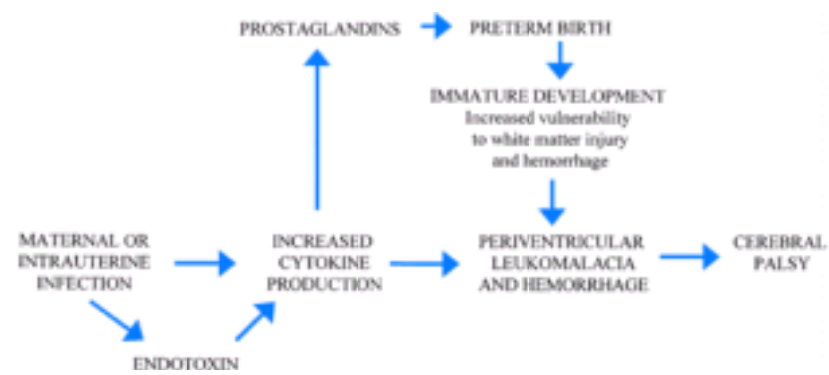 PROSTAGLANDINS
PRETERM BIRTH
IMMATURE DEVELOPMENT
Increased vulnerability
to white matter injury
and hemorrhage
MATERNAL OR
INTRAUTERINE
INFECTION
INCREASED
CYTOKINE
PRODUCTION
PERIVENTRICULAR
LEUKOMALACIA
AND HEMORRHAGE
CEREBRAL
PALSY
ENDOTOXIN